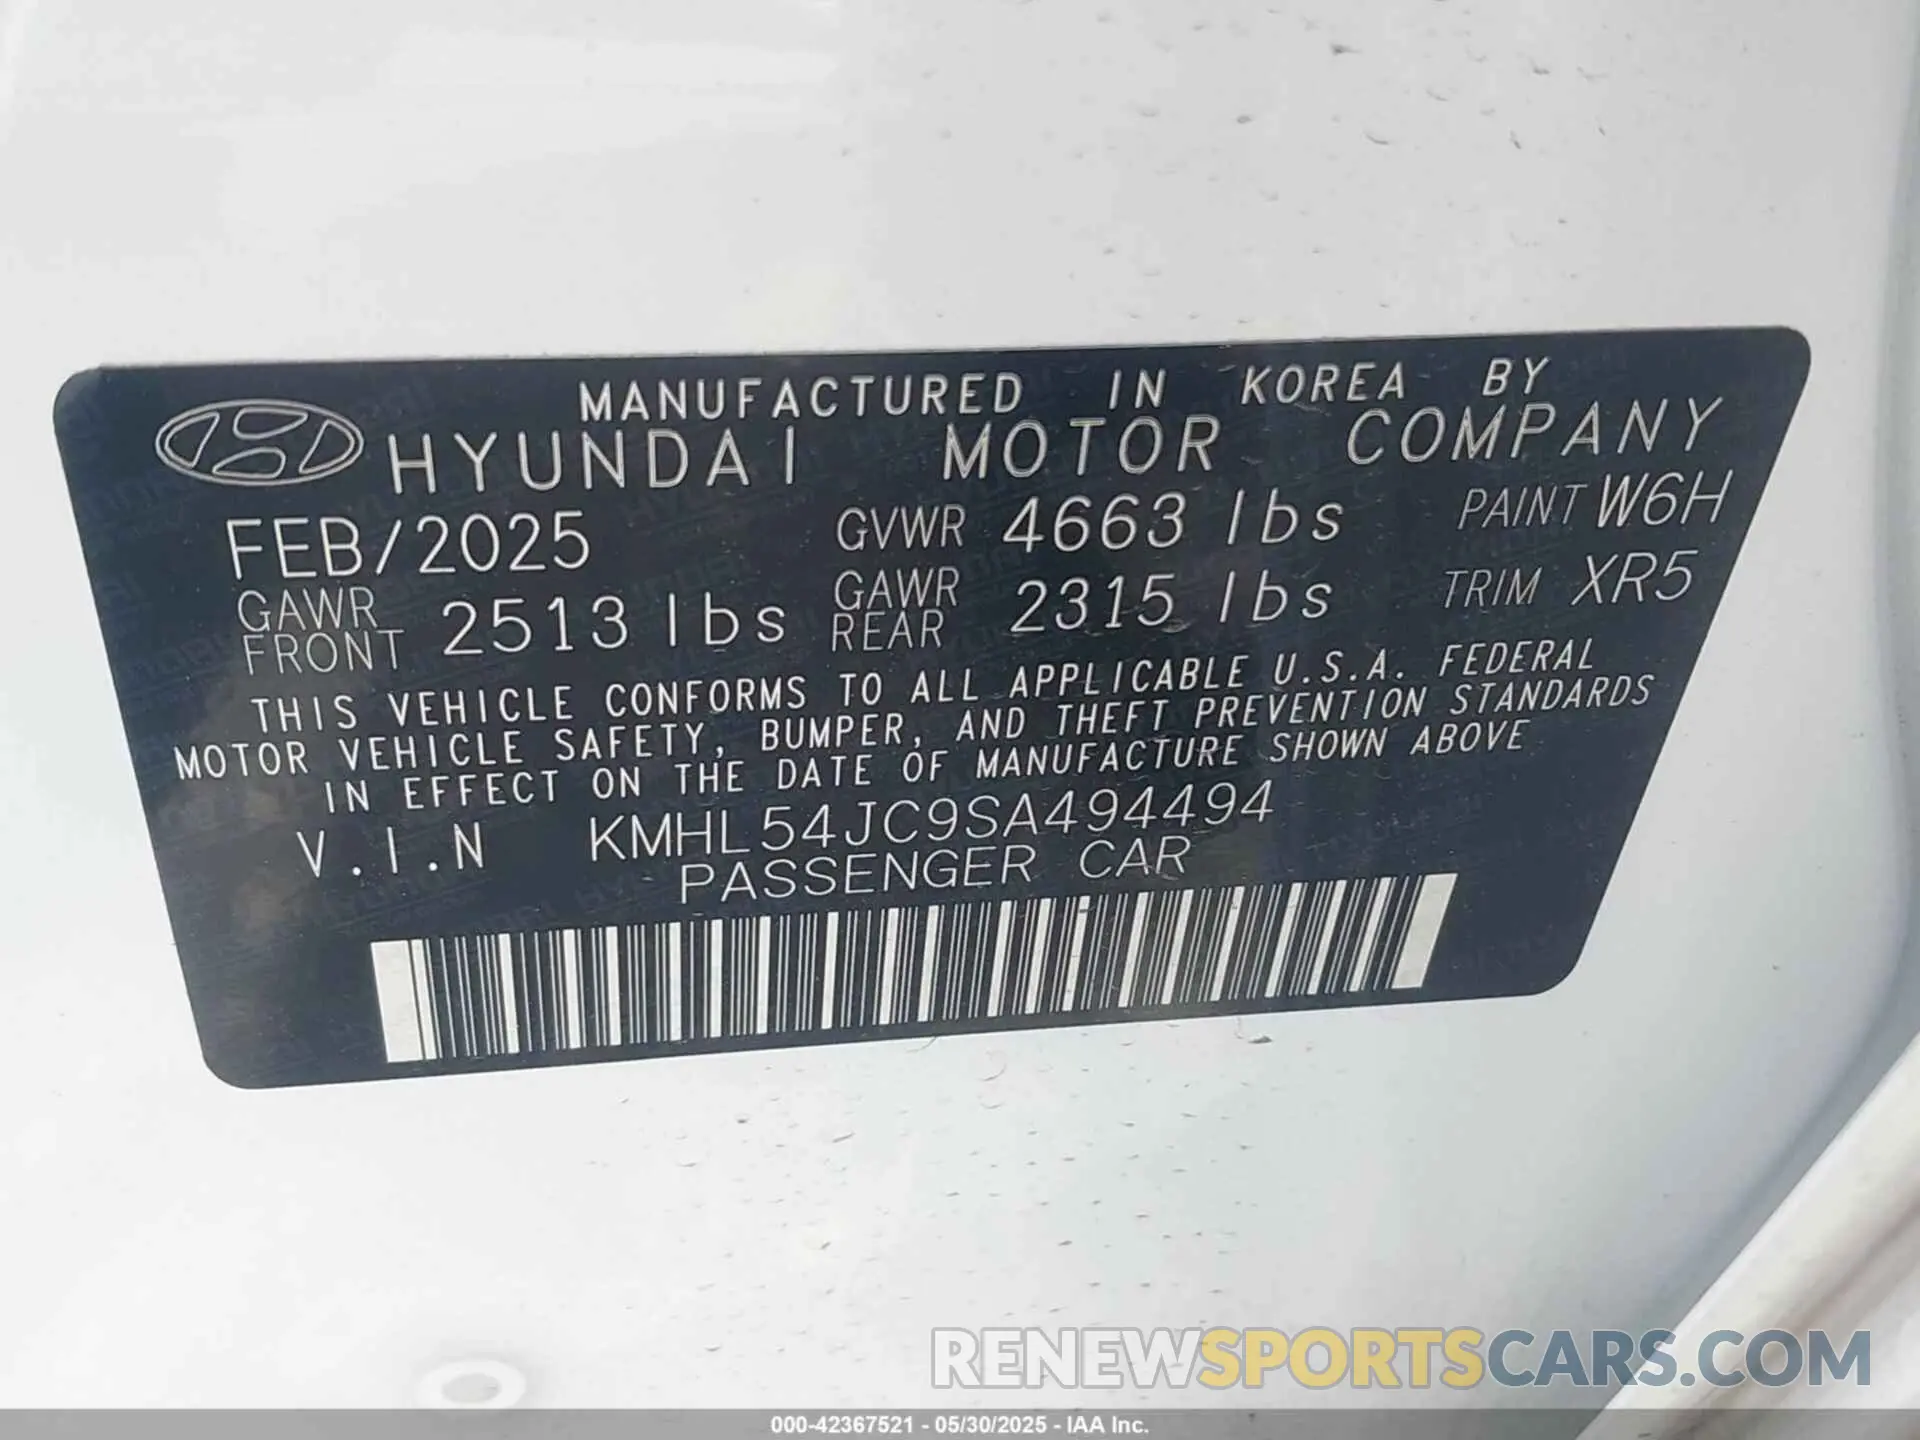 MANUFACTURED IN KOREA BY
HYUNDAI MOTOR COMPANY
FEB/2025 GVWR 4663 lbs PAINT W6H
GAWR FRONT 2513 lbs GAWR REAR 2315 lbs TRIM XR5
THIS VEHICLE CONFORMS TO ALL APPLICABLE U.S.A. FEDERAL
MOTOR VEHICLE SAFETY, BUMPER, AND THEFT PREVENTION STANDARDS
IN EFFECT ON THE DATE OF MANUFACTURE SHOWN ABOVE
V.I.N KMHL54JC9SA494494
PASSENGER CAR
RENEWSPORTSCARS.COM
000-42367521 - 05/30/2025 - IAA Inc.